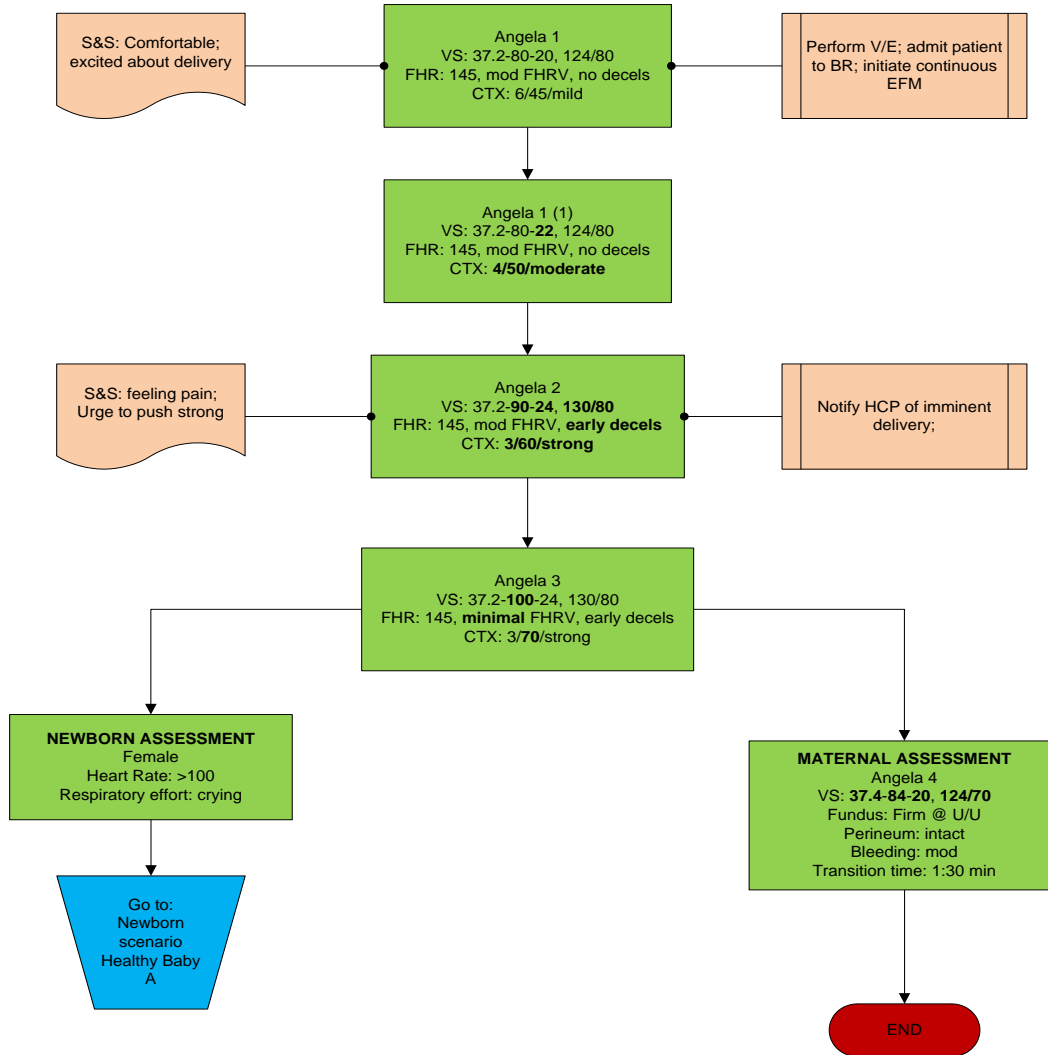 S&S: Comfortable;
excited about delivery
Angela 1
VS: 37.2-80-20, 124/80
FHR: 145, mod FHRV, no decels
CTX: 6/45/mild
Perform V/E; admit patient
to BR; initiate continuous
EFM
Angela 1 (1)
VS: 37.2-80-22, 124/80
FHR: 145, mod FHRV, no decels
CTX: 4/50/moderate
S&S: feeling pain;
Urge to push strong
Angela 2
VS: 37.2-90-24, 130/80
FHR: 145, mod FHRV, early decels
CTX: 3/60/strong
Notify HCP of imminent
delivery;
Angela 3
VS: 37.2-100-24, 130/80
FHR: 145, minimal FHRV, early decels
CTX: 3/70/strong
NEWBORN ASSESSMENT
Female
Heart Rate: >100
Respiratory effort: crying
MATERNAL ASSESSMENT
Angela 4
VS: 37.4-84-20, 124/70
Fundus: Firm @ U/U
Perineum: intact
Bleeding: mod
Transition time: 1:30 min
Go to:
Newborn
scenario
Healthy Baby
A
END